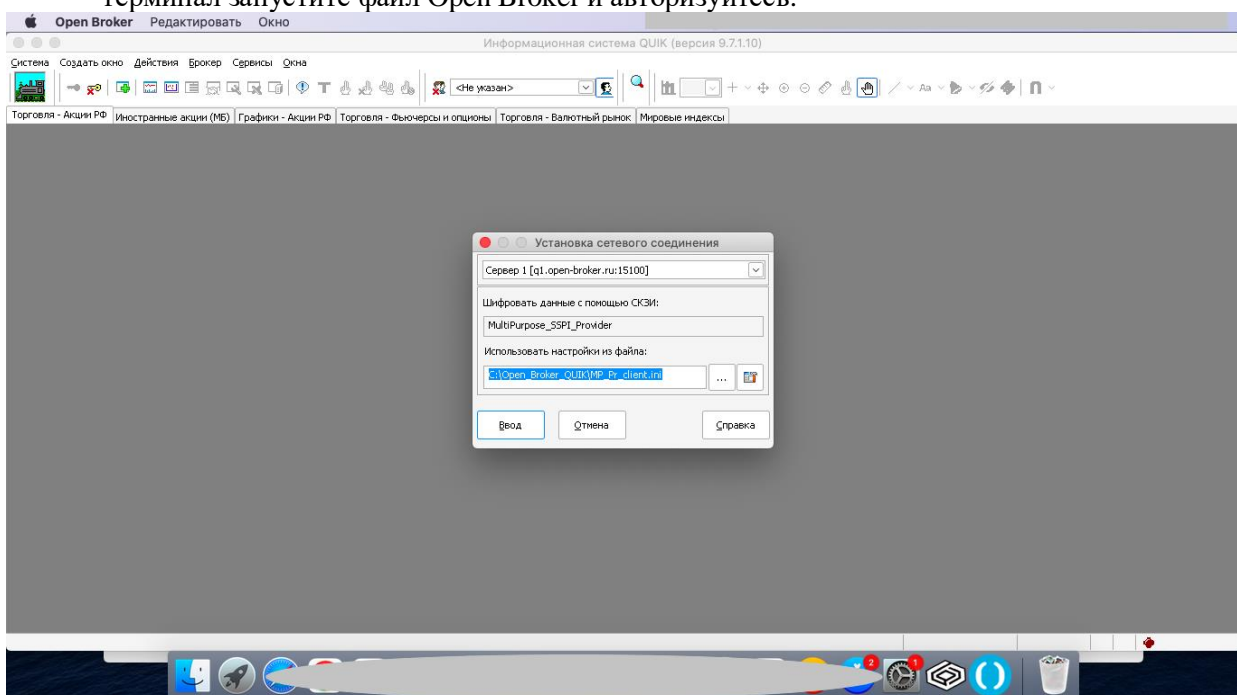 терминал запустите файл Open Broker и авторизуйтесь.
Open Broker Редактировать Окно
Информационная система QUIK (версия 9.7.1.10)
Система Создать окно Действия Брокер Сервисы Окна
<Не указан>
Aa
Торговля - Акции РФ Иностранные акции (МБ) Графики - Акции РФ Торговля - Фьючерсы и опционы Торговля - Валютный рынок Мировые индексы
Установка сетевого соединения
Сервер 1 [q1.open-broker.ru:15100]
Шифровать данные с помощью СКЗИ:
MultiPurpose_SSPI_Provider
Использовать настройки из файла:
C:\Open_Broker_QUIK\MP_Pr_client.ini
...
Ввод Отмена Справка
2 1